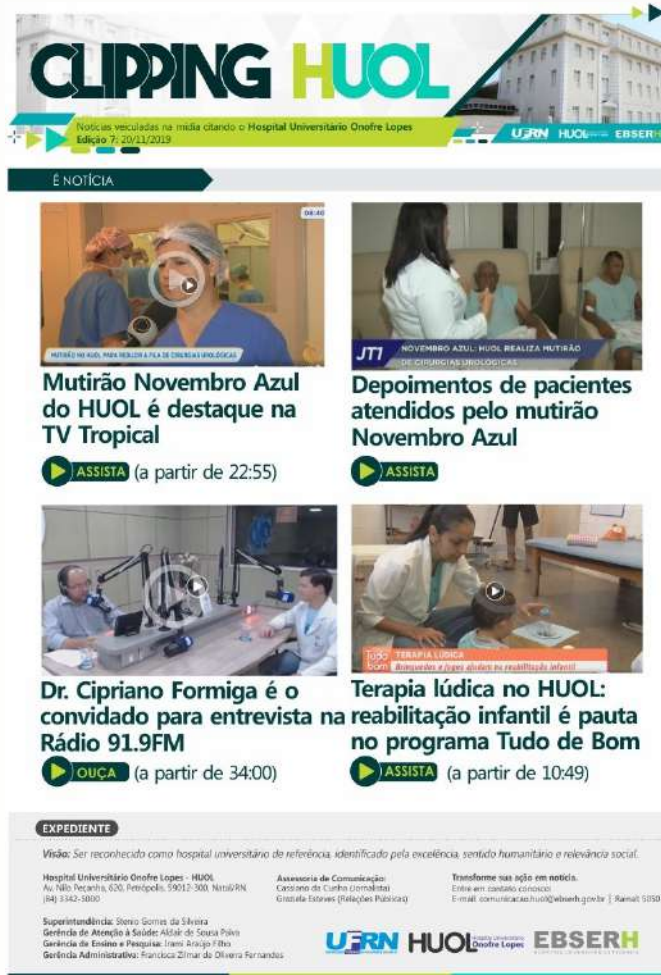 CLIPPING HUOL
Notícias veiculadas na mídia citando o Hospital Universitário Onofre Lopes
Edição 7: 20/11/2019
UFRN HUOL EBSERH
É NOTÍCIA
08:40
MUTIRÃO NO HUOL PARA REDUZIR A FILA DE CIRURGIAS UROLÓGICAS
Mutirão Novembro Azul
do HUOL é destaque na
TV Tropical
ASSISTA (a partir de 22:55)
JT1
NOVEMBRO AZUL: HUOL REALIZA MUTIRÃO
DE CIRURGIAS UROLÓGICAS
Depoimentos de pacientes
atendidos pelo mutirão
Novembro Azul
ASSISTA
Dr. Cipriano Formiga é o
convidado para entrevista na
Rádio 91.9FM
OUÇA (a partir de 34:00)
Tudo bom
TERAPIA LÚDICA
Brinquedos e jogos ajudam na reabilitação infantil
Terapia lúdica no HUOL:
reabilitação infantil é pauta
no programa Tudo de Bom
ASSISTA (a partir de 10:49)
EXPEDIENTE
Visão: Ser reconhecido como hospital universitário de referência, identificado pela excelência, sentido humanitário e relevância social.
Hospital Universitário Onofre Lopes - HUOL
Av. Nilo Peçanha, 620, Petrópolis, 59012-300, Natal/RN
(84) 3342-5000
Assessoria de Comunicação:
Cassiano da Cunha (Jornalista)
Graziela Esteves (Relações Públicas)
Transforme sua ação em notícia.
Entre em contato conosco:
E-mail: comunicacao.huol@ebserh.gov.br | Ramal: 5050
Superintendência: Stenio Gomes da Silveira
Gerência de Atenção à Saúde: Aldair de Sousa Paiva
Gerência de Ensino e Pesquisa: Irami Araújo Filho
Gerência Administrativa: Francisca Zilmar de Oliveira Fernandes
UFRN HUOL Hospital Universitário Onofre Lopes EBSERH